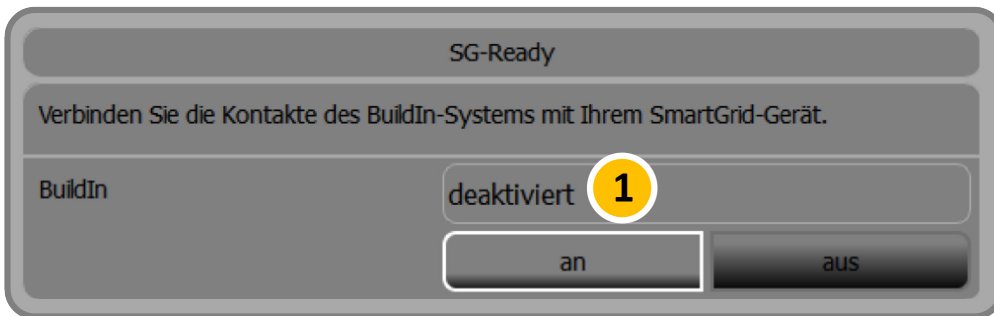 SG-Ready
Verbinden Sie die Kontakte des BuildIn-Systems mit Ihrem SmartGrid-Gerät.
BuildIn
deaktiviert
1
an
aus